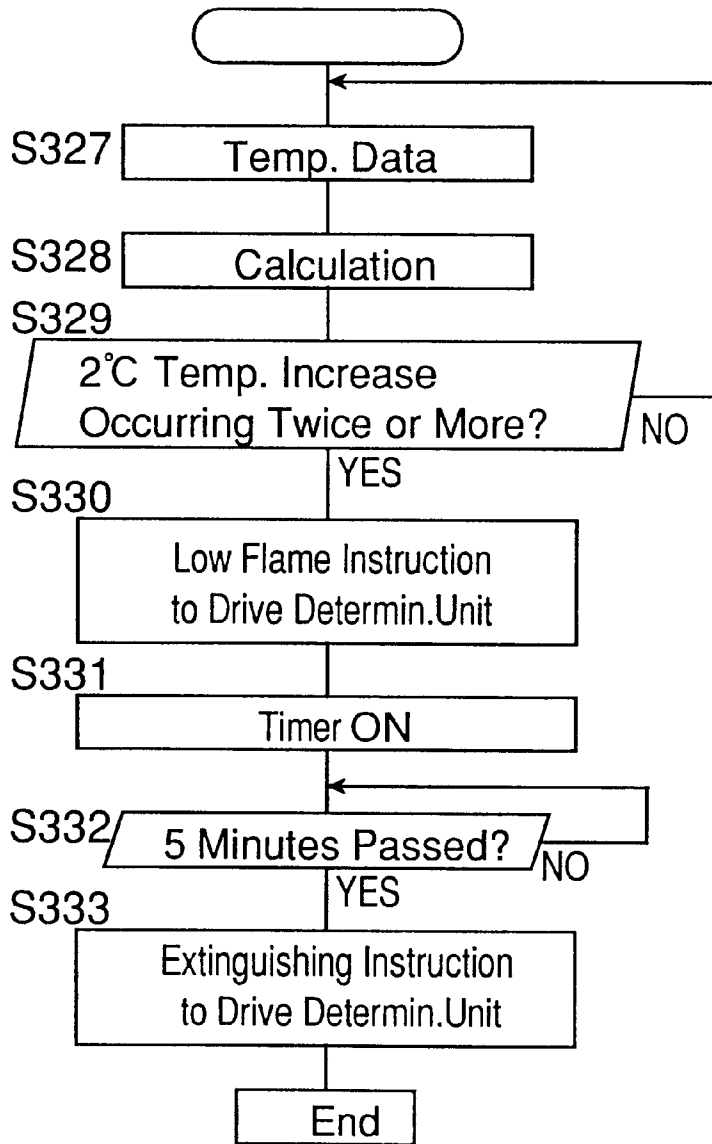 S327
Temp. Data
S328
Calculation
S329
2°C Temp. Increase
Occurring Twice or More?
NO
YES
S330
Low Flame Instruction
to Drive Determin.Unit
S331
Timer ON
S332
5 Minutes Passed?
NO
YES
S333
Extinguishing Instruction
to Drive Determin.Unit
End